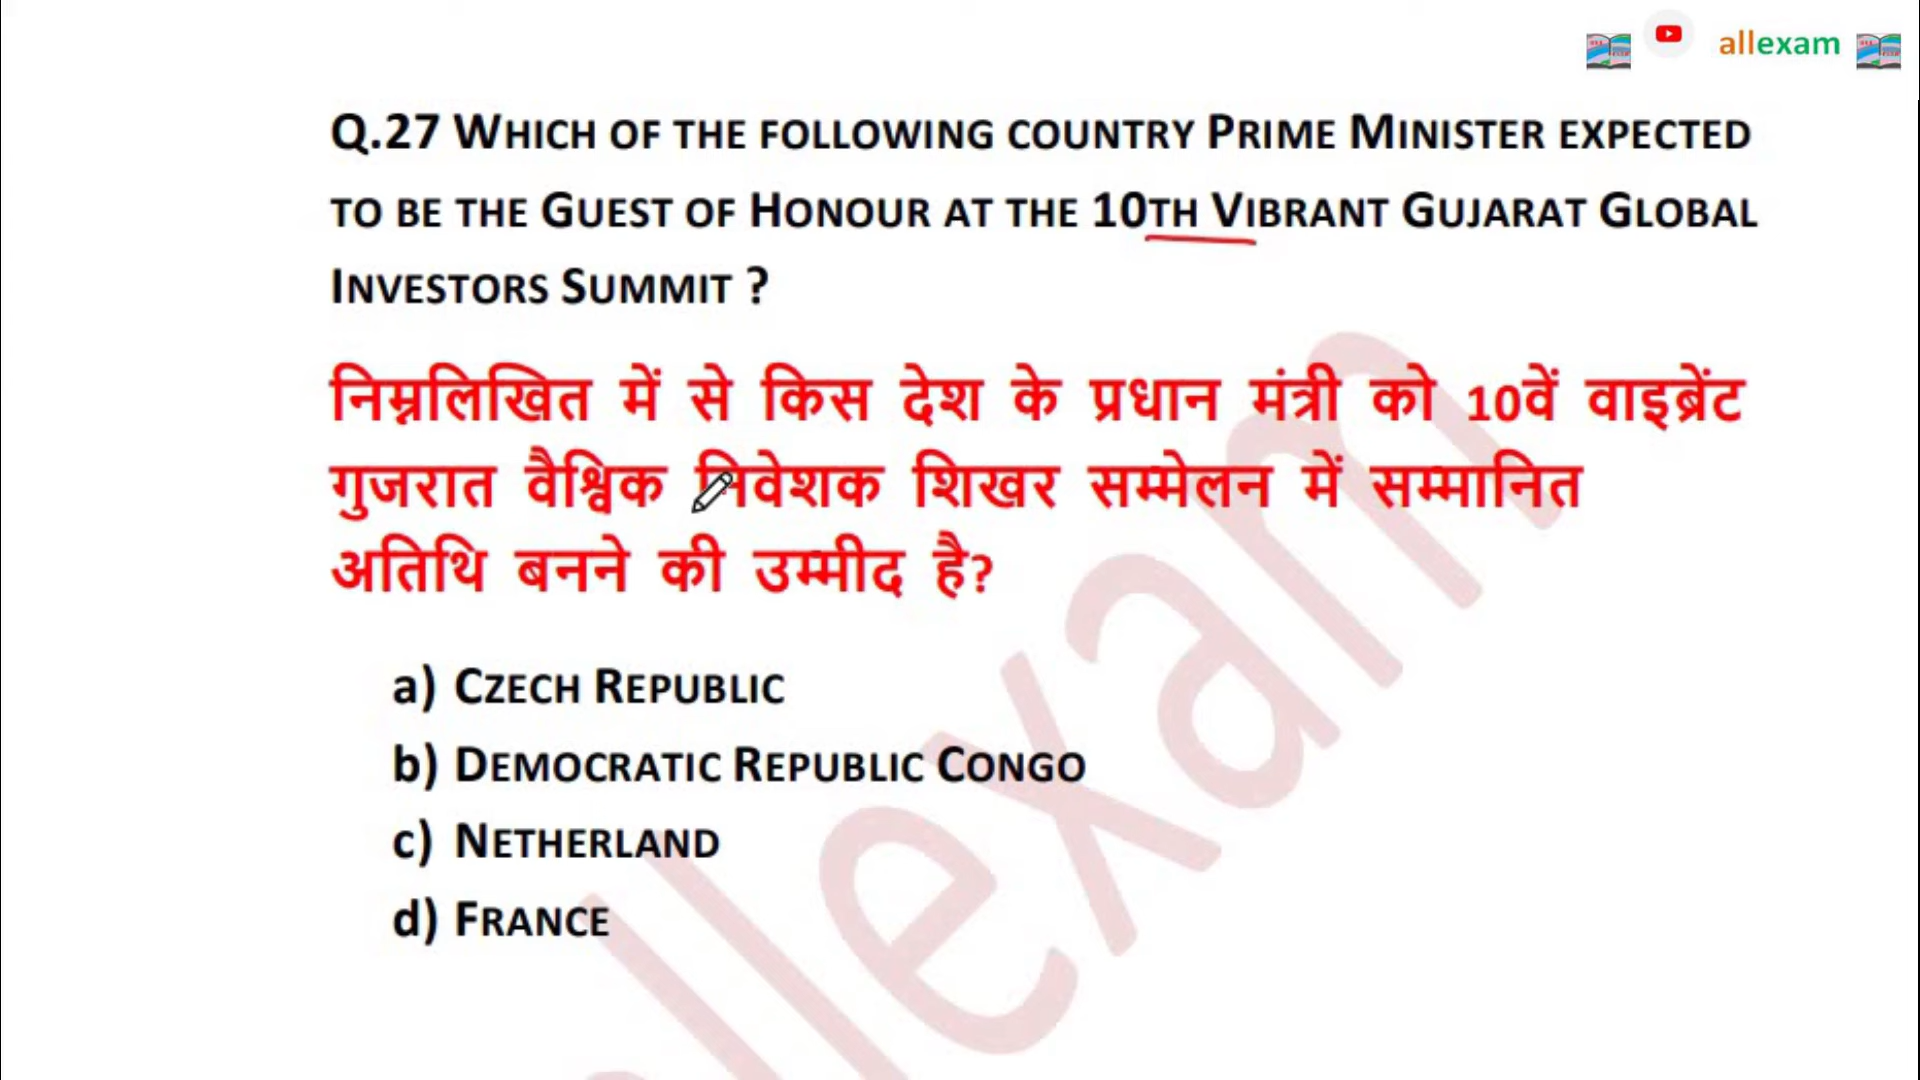 allexam
Q.27 WHICH OF THE FOLLOWING COUNTRY PRIME MINISTER EXPECTED
TO BE THE GUEST OF HONOUR AT THE 10TH VIBRANT GUJARAT GLOBAL
INVESTORS SUMMIT ?
निम्नलिखित में से किस देश के प्रधान मंत्री को 10वें वाइब्रेंट
गुजरात वैश्विक निवेशक शिखर सम्मेलन में सम्मानित
अतिथि बनने की उम्मीद है?
a) CZECH REPUBLIC
b) DEMOCRATIC REPUBLIC CONGO
c) NETHERLAND
d) FRANCE
llexam